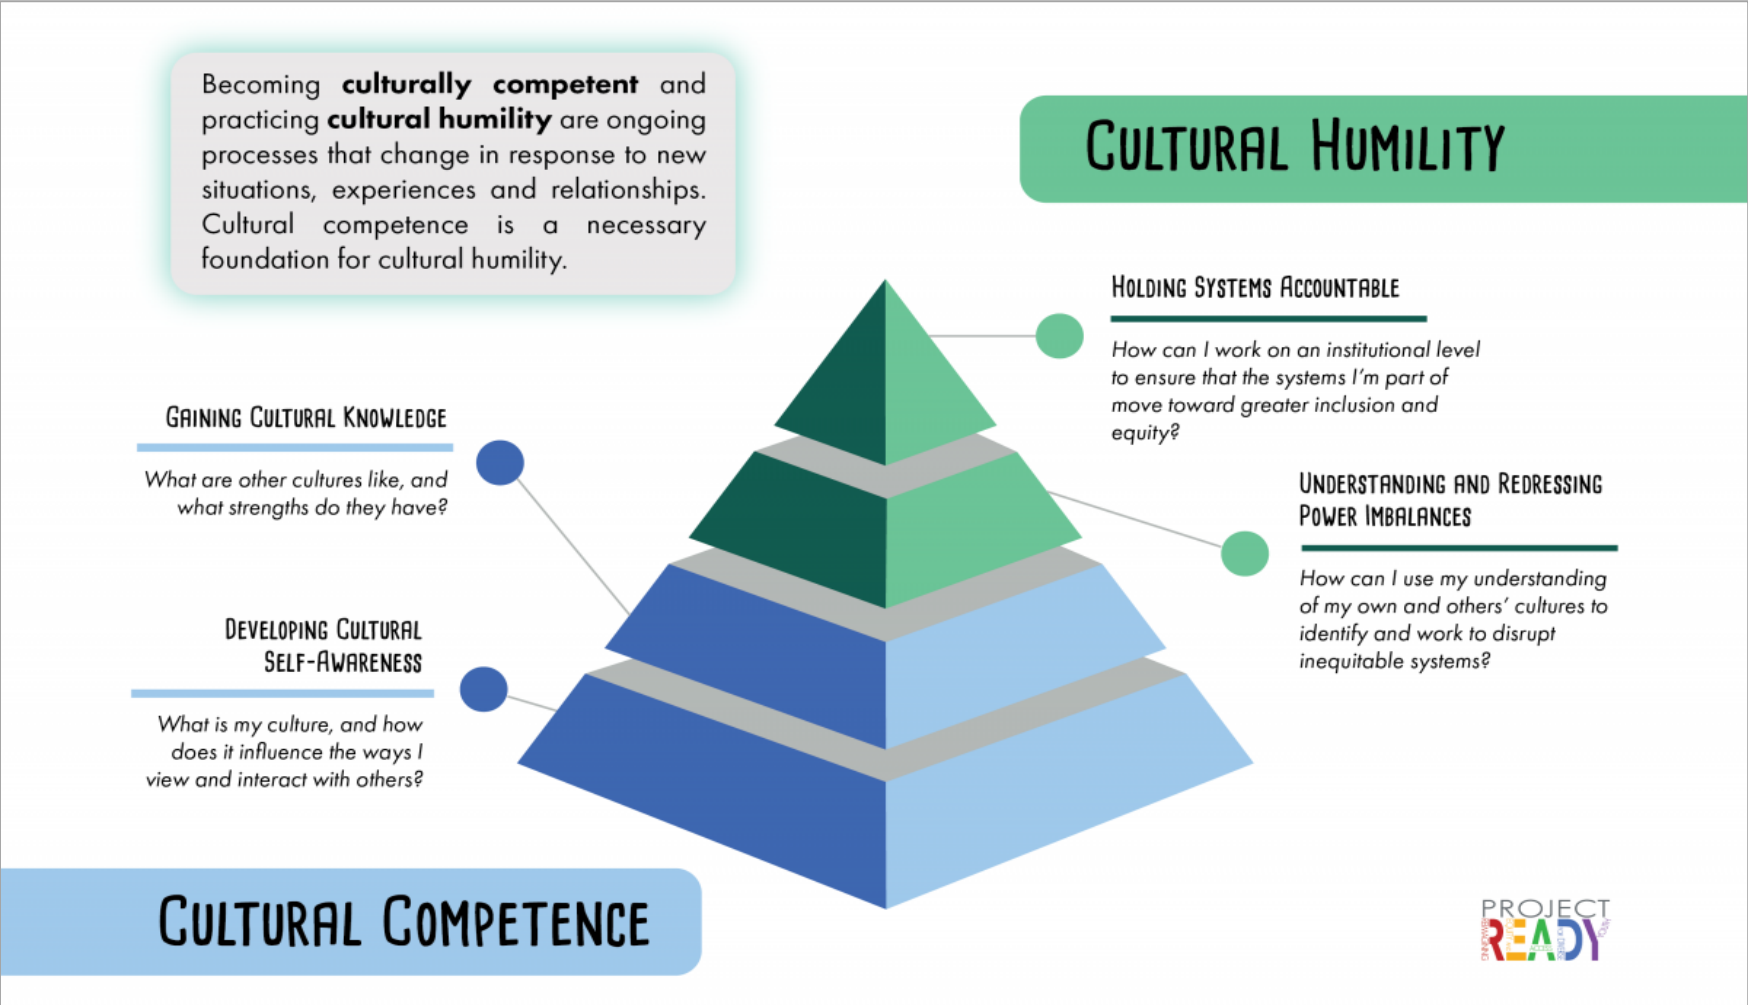 Becoming culturally competent and
practicing cultural humility are ongoing
processes that change in response to new
situations, experiences and relationships.
Cultural competence is a necessary
foundation for cultural humility.
CULTURAL HUMILITY
HOLDING SYSTEMS ACCOUNTABLE
How can I work on an institutional level
to ensure that the systems I'm part of
move toward greater inclusion and
equity?
GAINING CULTURAL KNOWLEDGE
What are other cultures like, and
what strengths do they have?
UNDERSTANDING AND REDRESSING
POWER IMBALANCES
How can I use my understanding
of my own and others' cultures to
identify and work to disrupt
inequitable systems?
DEVELOPING CULTURAL
SELF-AWARENESS
What is my culture, and how
does it influence the ways I
view and interact with others?
CULTURAL COMPETENCE
PROJECT
READY